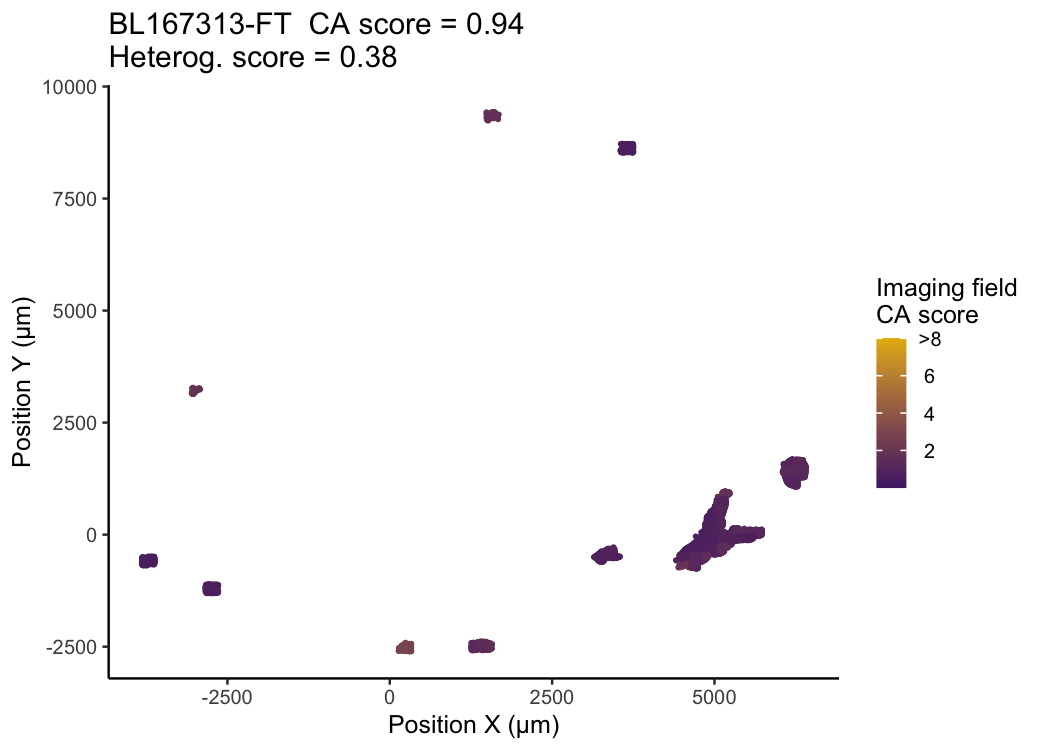 BL167313-FT  CA score = 0.94
Heterog. score = 0.38
10000
7500
5000
2500
0
-2500
Position Y (µm)
-2500
0
2500
5000
Position X (µm)
Imaging field
CA score
>8
6
4
2